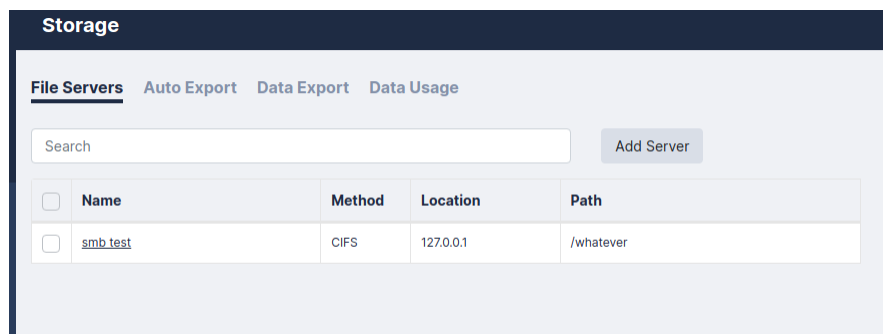 Storage
File Servers Auto Export Data Export Data Usage
Search Add Server
Name Method Location Path
smb test CIFS 127.0.0.1 /whatever